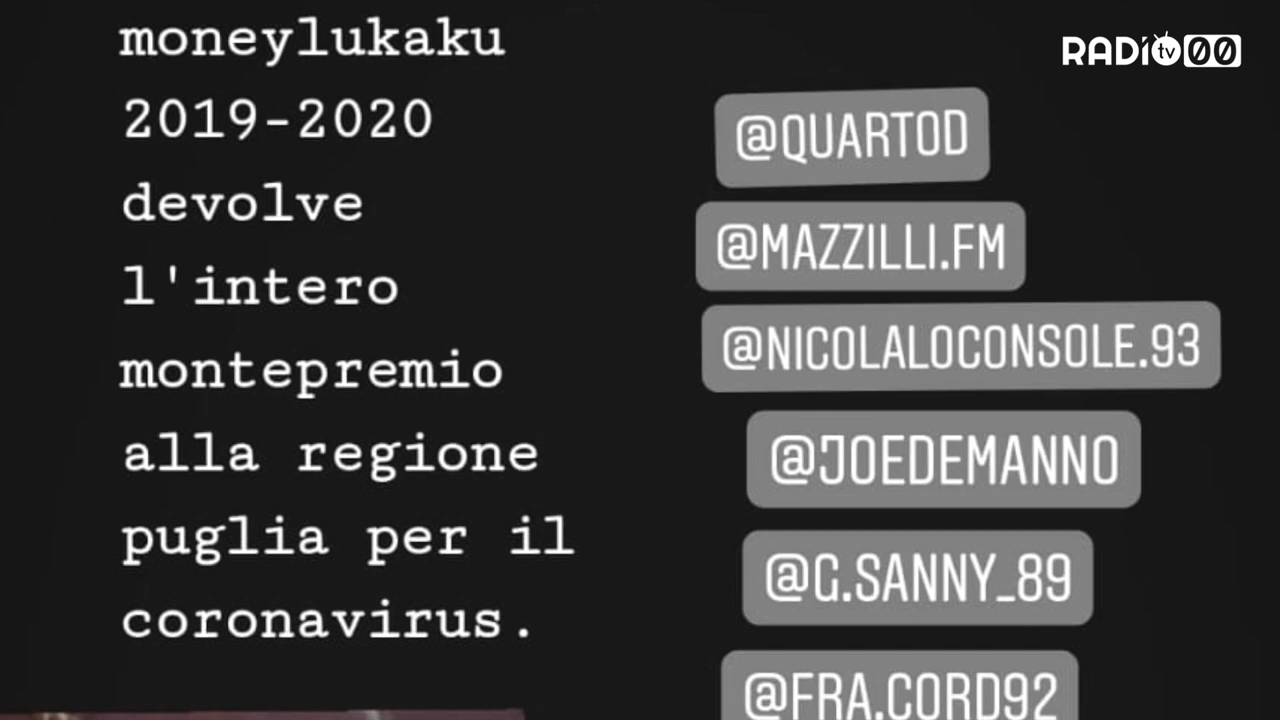 moneylukaku
2019-2020
devolve
l'intero
montepremio
alla regione
puglia per il
coronavirus.
RADiO tv 00
@QUARTOD
@MAZZILLI.FM
@NICOLALOCONSOLE.93
@JOEDEMANNO
@G.SANNY_89
@FRA.CORD92